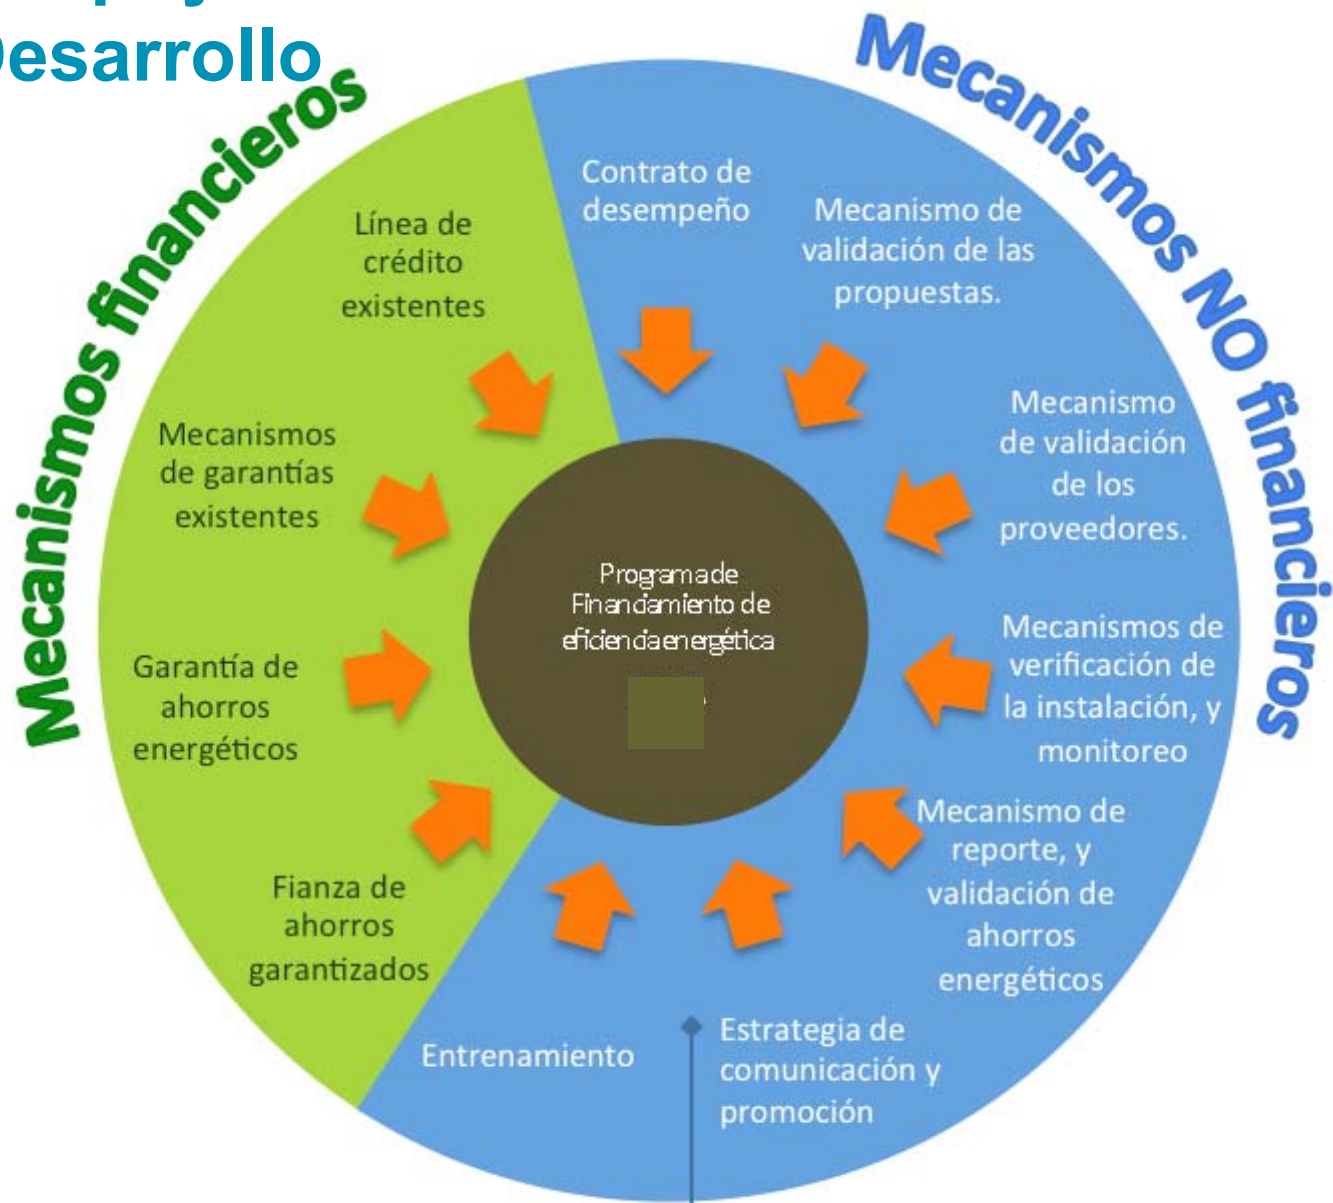 Desarrollo
Mecanismos financieros
Mecanismos NO financieros
Contrato de
desempeño
Mecanismo de
validación de las
propuestas.
Mecanismo
de validación
de los
proveedores.
Mecanismos de
verificación de
la instalación, y
monitoreo
Mecanismo de
reporte, y
validación de
ahorros
energéticos
Estrategia de
comunicación y
promoción
Entrenamiento
Fianza de
ahorros
garantizados
Garantía de
ahorros
energéticos
Mecanismos
de garantías
existentes
Línea de
crédito
existentes
Programa de
Financiamiento de
eficiencia energética